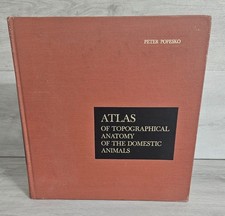 PETER POPESKO
ATLAS
OF TOPOGRAPHICAL
ANATOMY
OF THE DOMESTIC
ANIMALS